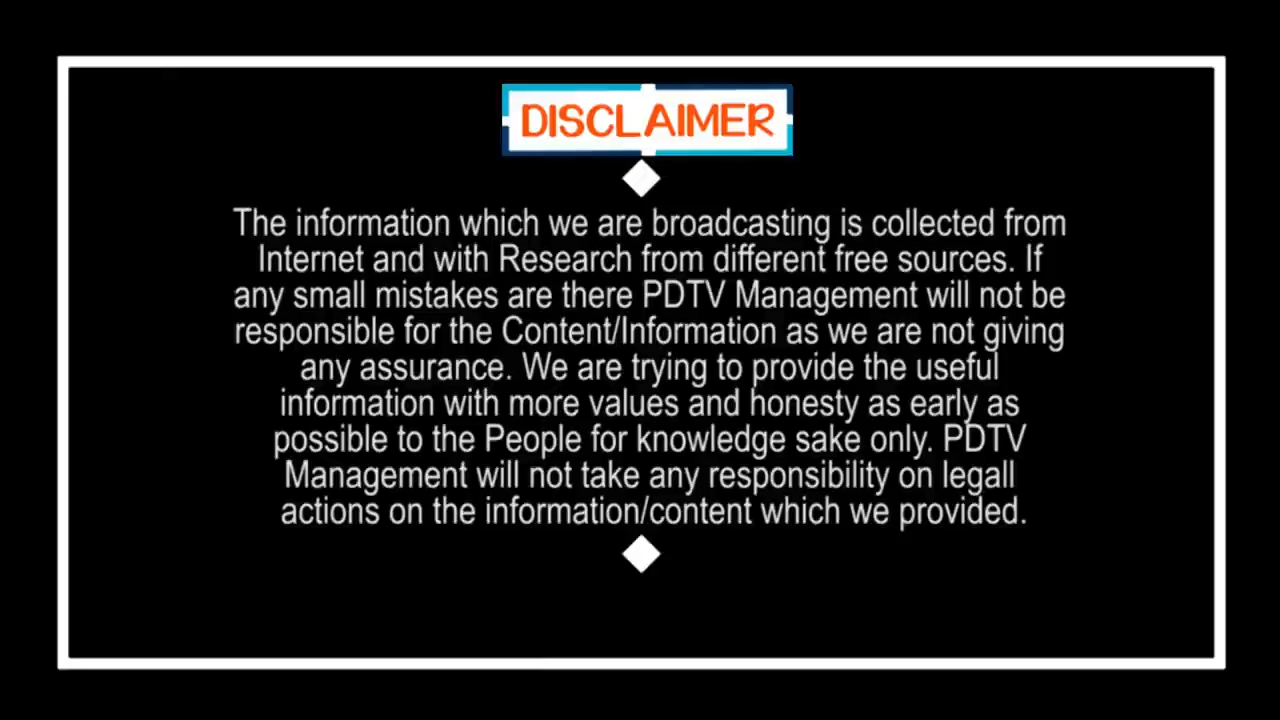 DISCLAIMER
The information which we are broadcasting is collected from
Internet and with Research from different free sources. If
any small mistakes are there PDTV Management will not be
responsible for the Content/Information as we are not giving
any assurance. We are trying to provide the useful
information with more values and honesty as early as
possible to the People for knowledge sake only. PDTV
Management will not take any responsibility on legall
actions on the information/content which we provided.